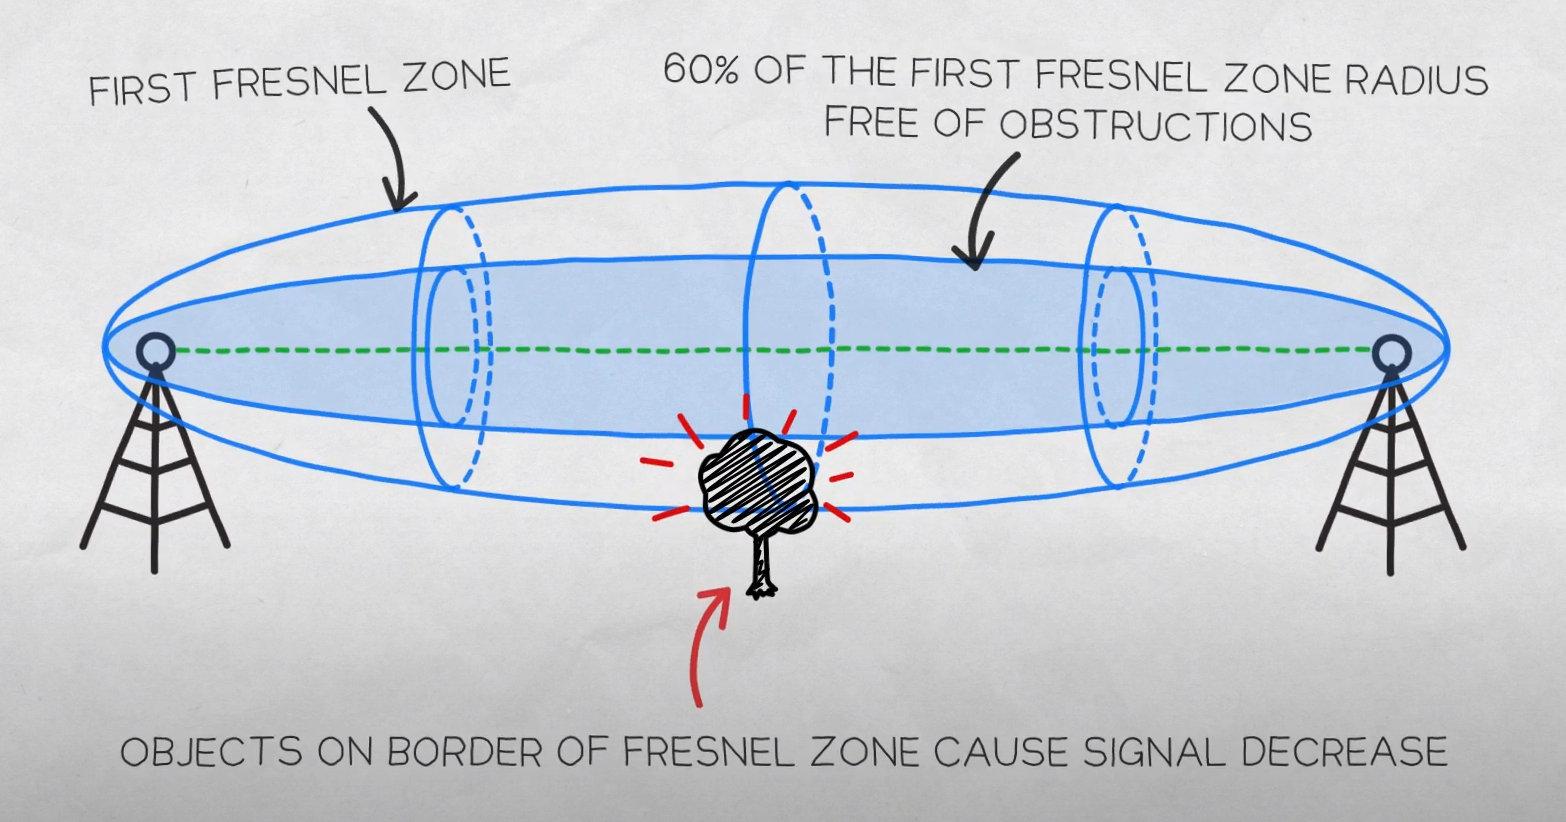 FIRST FRESNEL ZONE
60% OF THE FIRST FRESNEL ZONE RADIUS
FREE OF OBSTRUCTIONS
OBJECTS ON BORDER OF FRESNEL ZONE CAUSE SIGNAL DECREASE